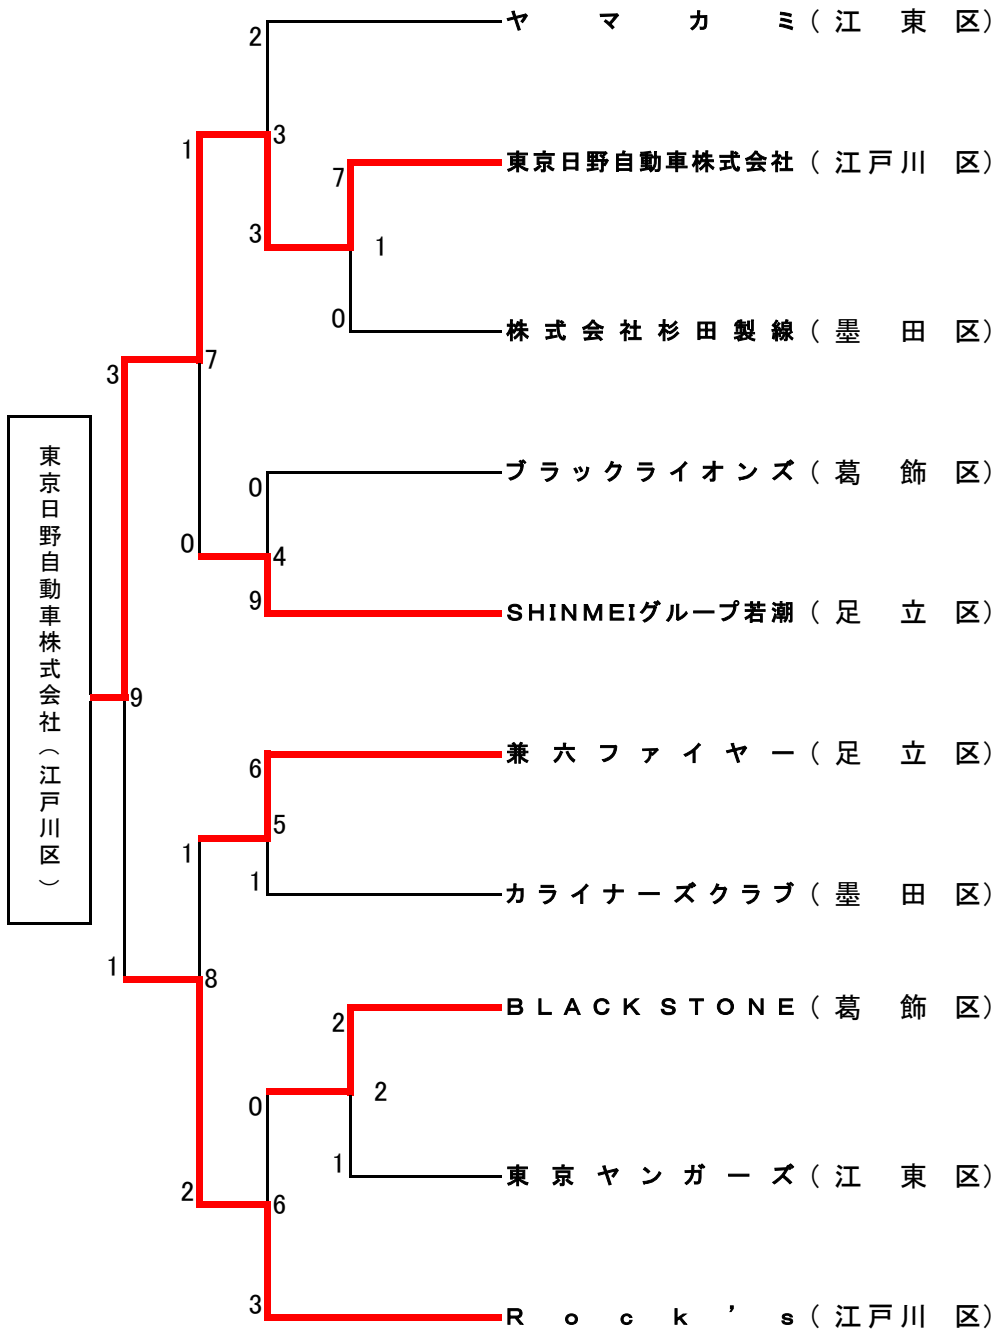 2
ヤマカミ(江東区)
1
3
7
東京日野自動車株式会社(江戸川区)
3
1
0
株式会社杉田製線(墨田区)
3
7
東京日野自動車株式会社(江戸川区)
0
ブラックライオンズ(葛飾区)
0
4
9
SHINMEIグループ若潮(足立区)
9
6
兼六ファイヤー(足立区)
1
5
1
カライナーズクラブ(墨田区)
1
8
2
BLACK STONE(葛飾区)
0
2
1
東京ヤンガーズ(江東区)
2
6
3
Rock's(江戸川区)